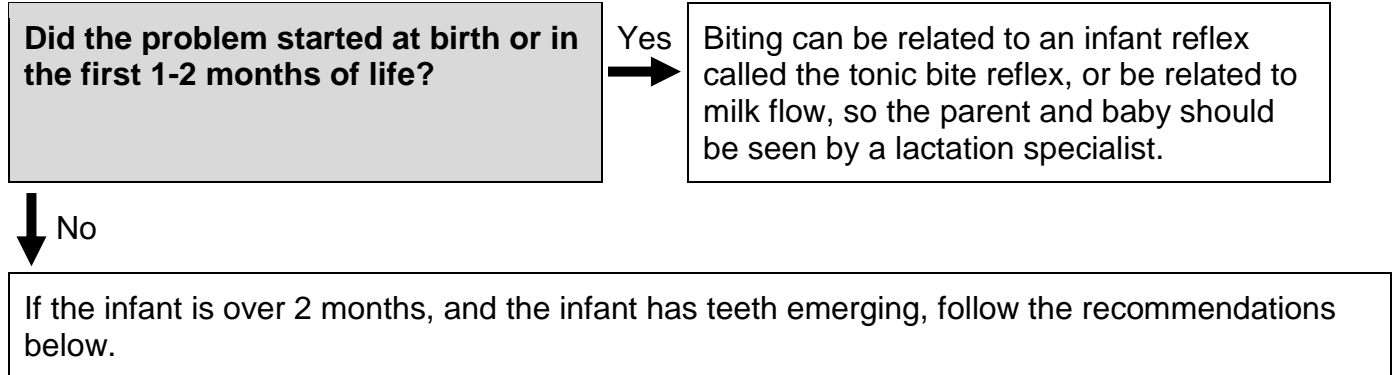 Did the problem started at birth or in
the first 1-2 months of life?
Yes
Biting can be related to an infant reflex
called the tonic bite reflex, or be related to
milk flow, so the parent and baby should
be seen by a lactation specialist.
No
If the infant is over 2 months, and the infant has teeth emerging, follow the recommendations
below.